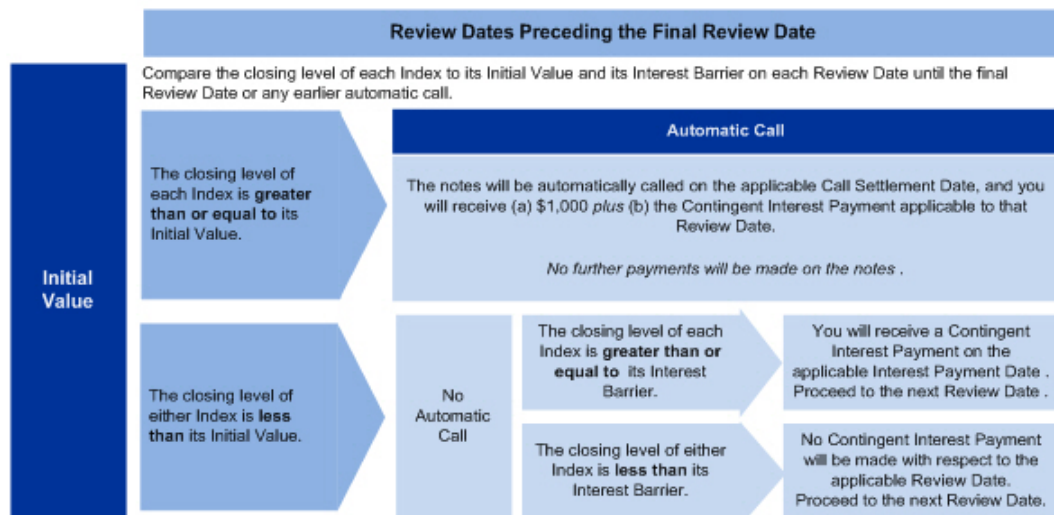 Review Dates Preceding the Final Review Date
Compare the closing level of each Index to its Initial Value and its Interest Barrier on each Review Date until the final
Review Date or any earlier automatic call.
Initial
Value
The closing level of
each Index is greater
than or equal to its
Initial Value.
Automatic Call
The notes will be automatically called on the applicable Call Settlement Date, and you
will receive (a) $1,000 plus (b) the Contingent Interest Payment applicable to that
Review Date.
No further payments will be made on the notes .
The closing level of
either Index is less
than its Initial Value.
No
Automatic
Call
The closing level of each
Index is greater than or
equal to its Interest
Barrier.
You will receive a Contingent
Interest Payment on the
applicable Interest Payment Date .
Proceed to the next Review Date .
The closing level of either
Index is less than its
Interest Barrier.
No Contingent Interest Payment
will be made with respect to the
applicable Review Date.
Proceed to the next Review Date.